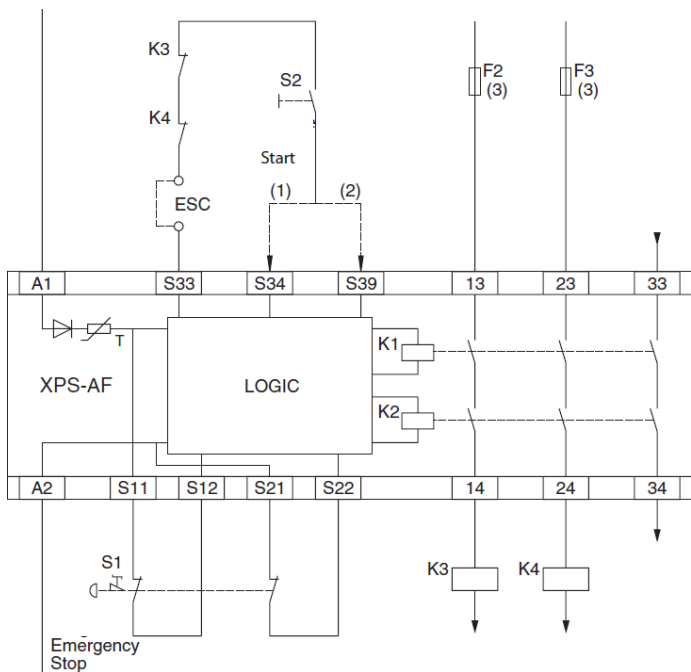 K3
F2
(3)
F3
(3)
S2
K4
Start
(1)
(2)
ESC
A1
S33
S34
S39
13
23
33
T
K1
XPS-AF
LOGIC
K2
A2
S11
S12
S21
S22
14
24
34
S1
K3
K4
Emergency
Stop